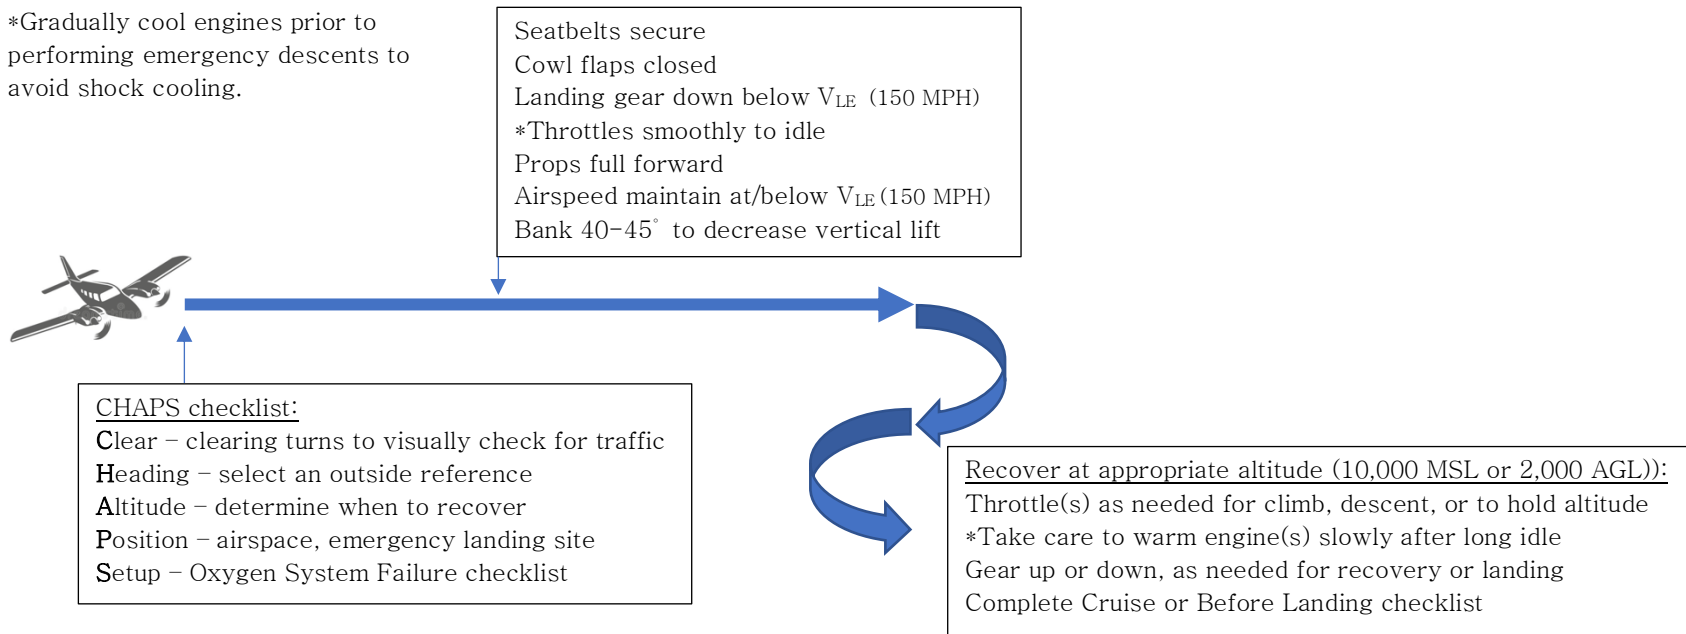 *Gradually cool engines prior to
performing emergency descents to
avoid shock cooling.
Seatbelts secure
Cowl flaps closed
Landing gear down below VLE (150 MPH)
*Throttles smoothly to idle
Props full forward
Airspeed maintain at/below VLE (150 MPH)
Bank 40-45° to decrease vertical lift
CHAPS checklist:
Clear – clearing turns to visually check for traffic
Heading – select an outside reference
Altitude – determine when to recover
Position – airspace, emergency landing site
Setup – Oxygen System Failure checklist
Recover at appropriate altitude (10,000 MSL or 2,000 AGL)):
Throttle(s) as needed for climb, descent, or to hold altitude
*Take care to warm engine(s) slowly after long idle
Gear up or down, as needed for recovery or landing
Complete Cruise or Before Landing checklist